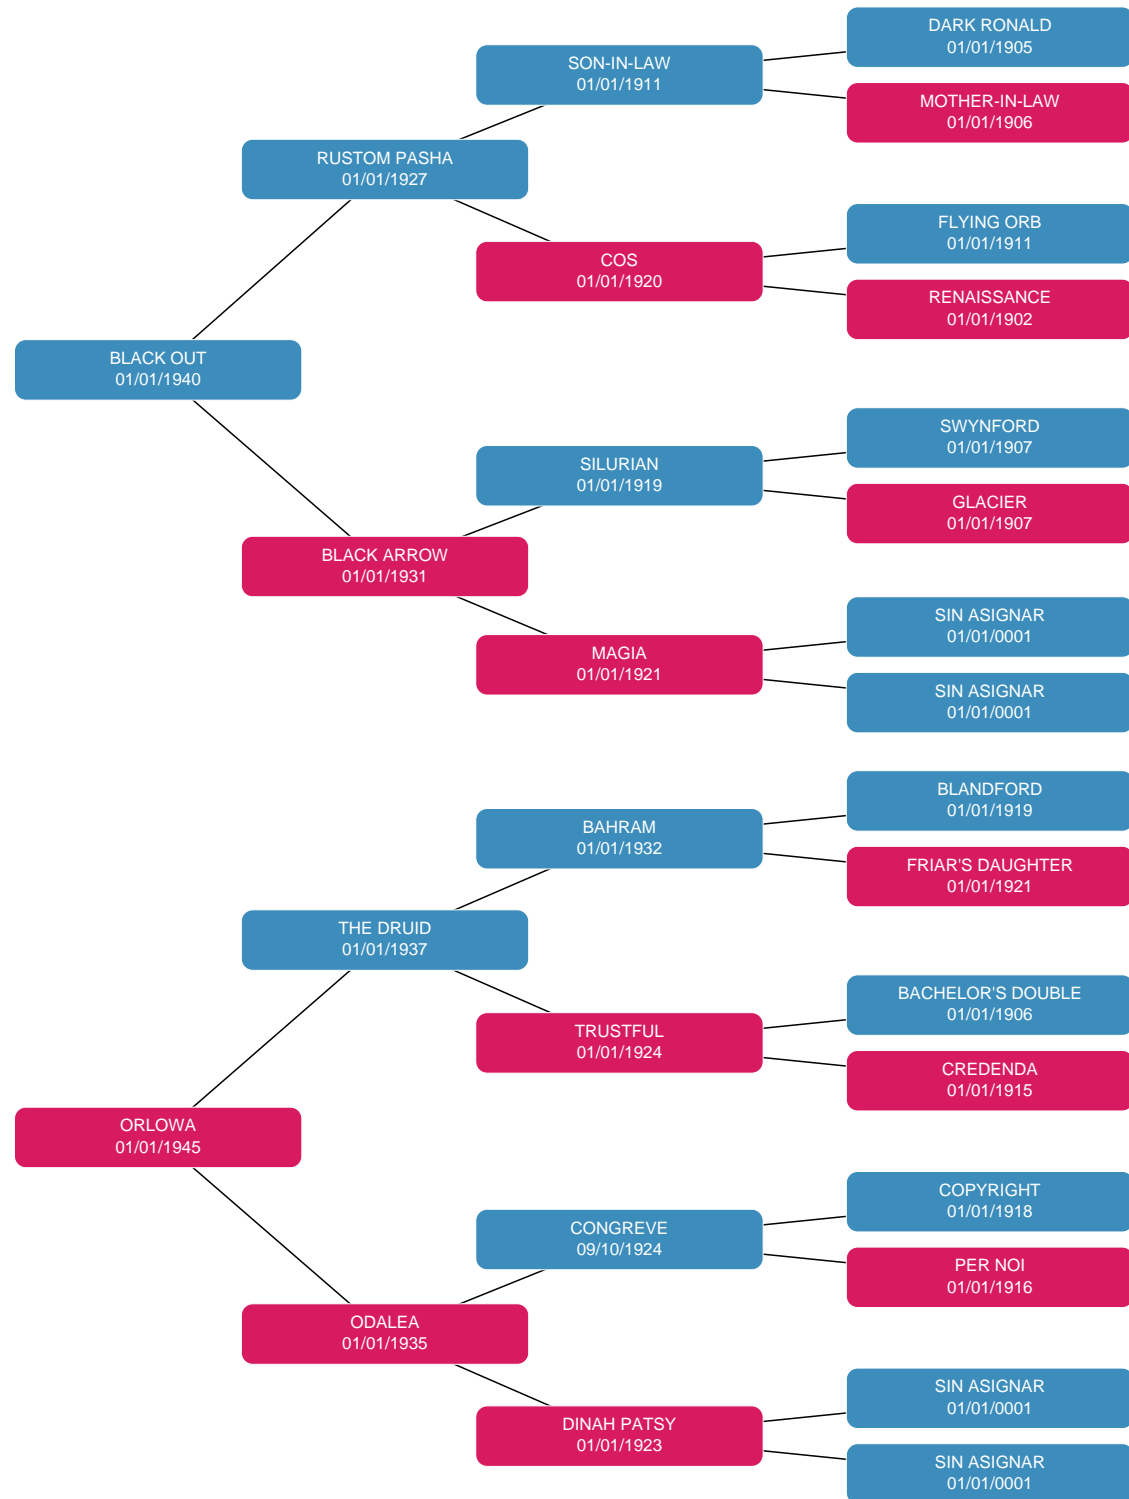 DARK RONALD
01/01/1905
SON-IN-LAW
01/01/1911
MOTHER-IN-LAW
01/01/1906
RUSTOM PASHA
01/01/1927
FLYING ORB
01/01/1911
COS
01/01/1920
RENAISSANCE
01/01/1902
BLACK OUT
01/01/1940
SWYNFORD
01/01/1907
SILURIAN
01/01/1919
GLACIER
01/01/1907
BLACK ARROW
01/01/1931
SIN ASIGNAR
01/01/0001
MAGIA
01/01/1921
SIN ASIGNAR
01/01/0001
BLANDFORD
01/01/1919
BAHRAM
01/01/1932
FRIAR'S DAUGHTER
01/01/1921
THE DRUID
01/01/1937
BACHELOR'S DOUBLE
01/01/1906
TRUSTFUL
01/01/1924
CREDENDA
01/01/1915
ORLOWA
01/01/1945
COPYRIGHT
01/01/1918
CONGREVE
09/10/1924
PER NOI
01/01/1916
ODALEA
01/01/1935
SIN ASIGNAR
01/01/0001
DINAH PATSY
01/01/1923
SIN ASIGNAR
01/01/0001